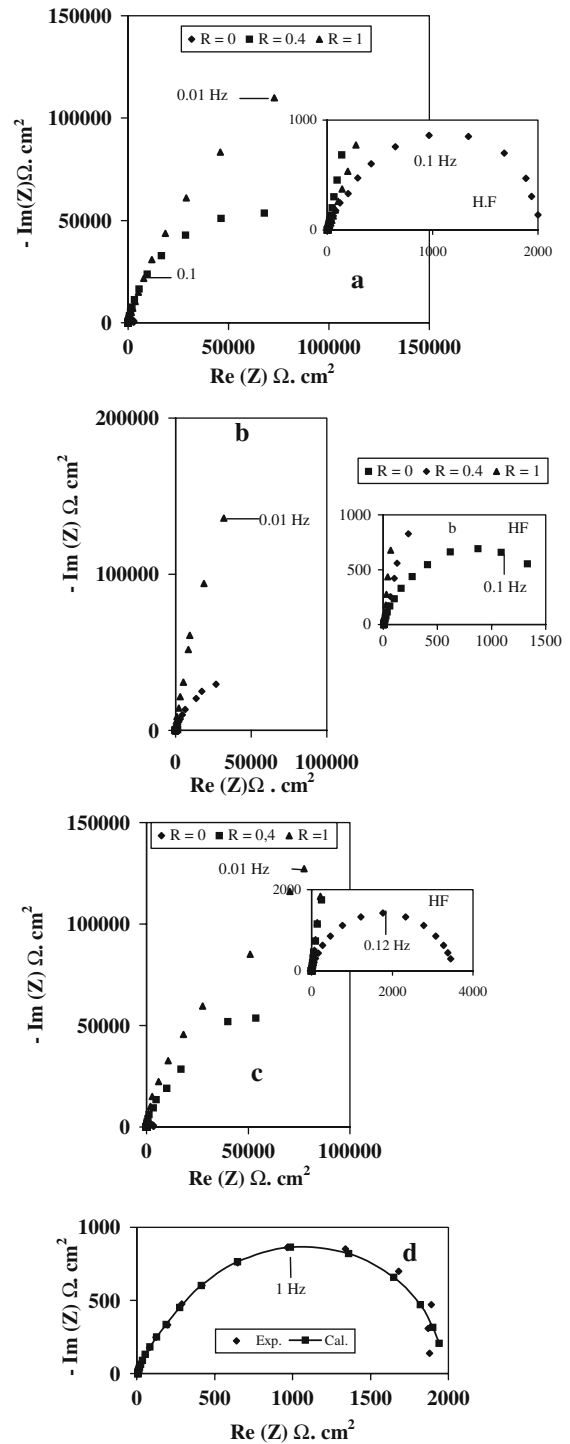 R = 0 R = 0.4 R = 1
150000
100000
50000
0
- Im(Z)Ω. cm²
0.01 Hz
0.1
1000
0
0.1 Hz
H.F
0 1000 2000
a
0 50000 100000 150000
Re (Z) Ω. cm²
200000
100000
0
- Im (Z) Ω. cm²
b
0.01 Hz
0 50000 100000
Re (Z)Ω . cm²
R = 0 R = 0.4 R = 1
1000
500
0
b HF
0.1 Hz
0 500 1000 1500
150000
100000
50000
0
- Im (Z) Ω. cm²
R = 0 R = 0,4 R =1
0.01 Hz
2000
0
HF
0.12 Hz
0 2000 4000
c
0 50000 100000
Re (Z) Ω. cm²
1000
500
0
- Im (Z) Ω. cm²
d
1 Hz
Exp. Cal.
0 500 1000 1500 2000
Re (Z) Ω. cm²